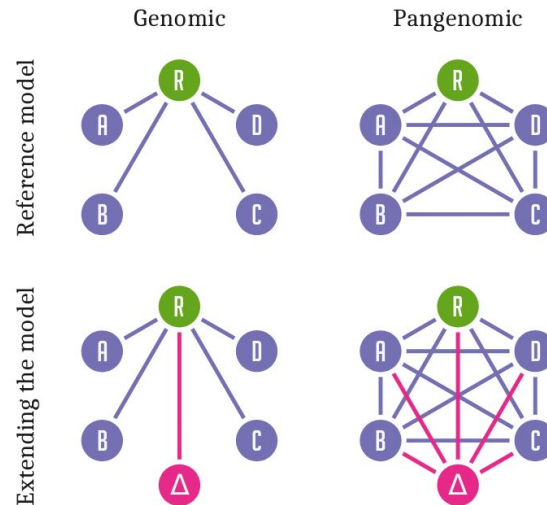 Genomic
Pangenomic
Reference model
R
A
D
B
C
R
A
D
B
C
Extending the model
R
A
D
B
C
Δ
R
A
D
B
C
Δ